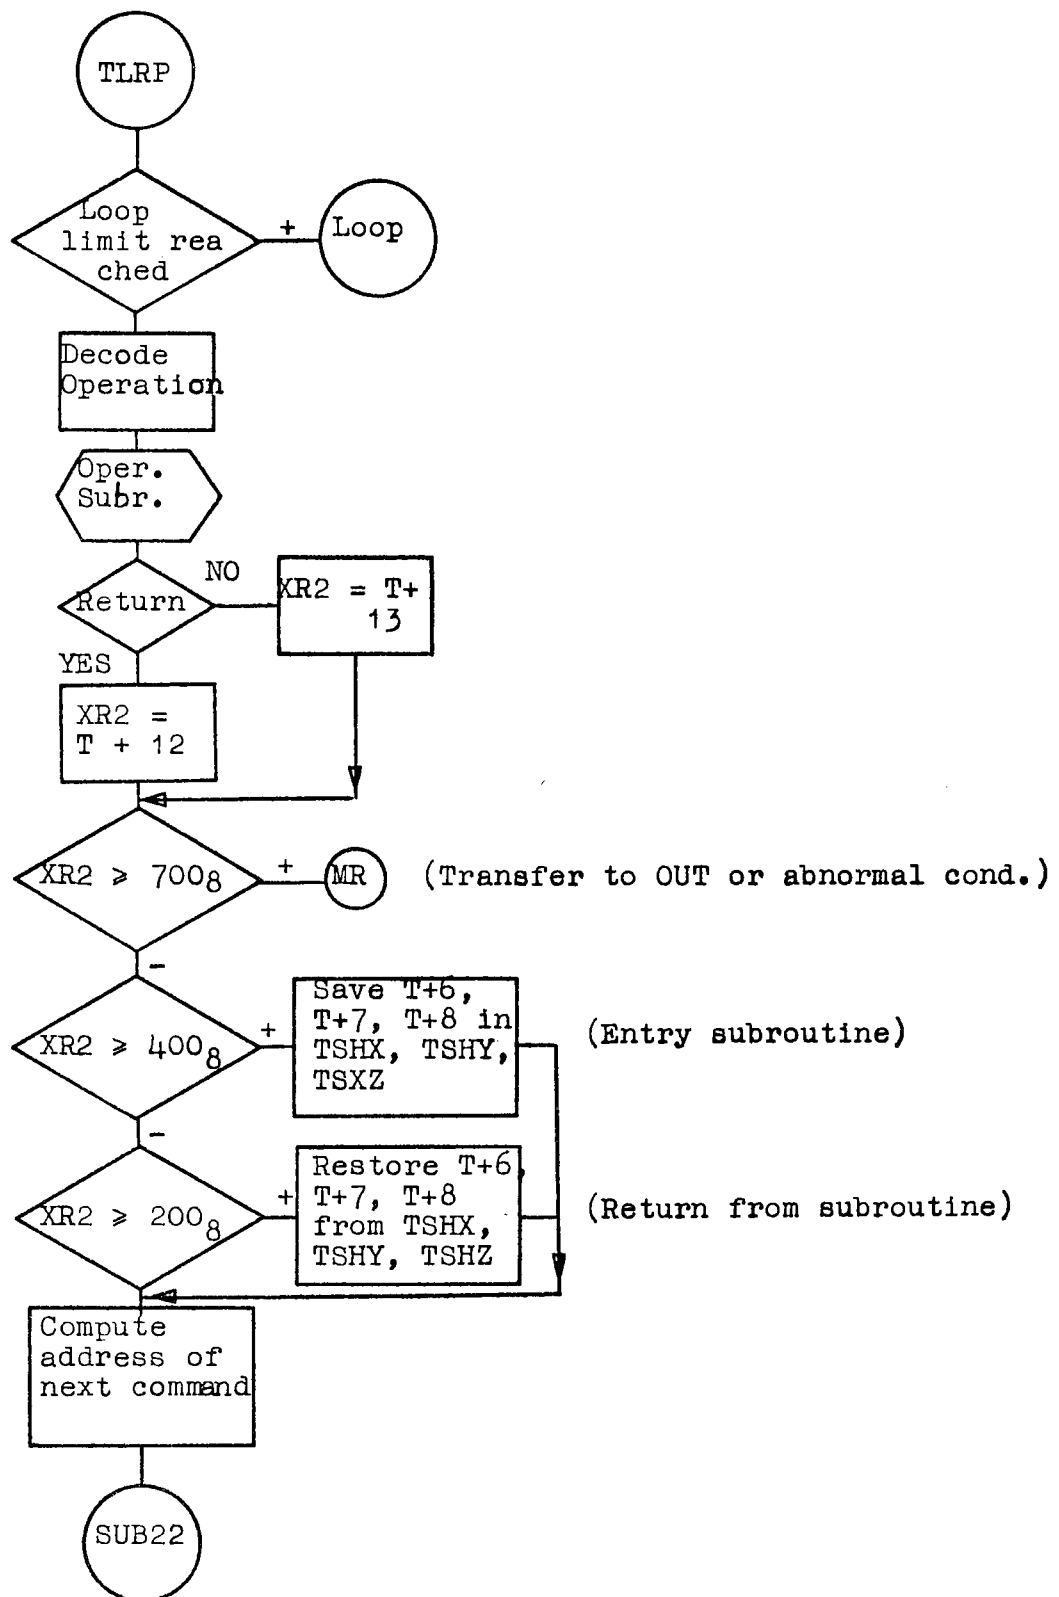 TLRP
Loop
limit rea
ched
+
Loop
Decode
Operation
Oper.
Subr.
Return
NO
XR2 = T+
13
YES
XR2 =
T + 12
XR2 ⩾ 700₈
+
MR
(Transfer to OUT or abnormal cond.)
-
XR2 ⩾ 400₈
+
Save T+6,
T+7, T+8 in
TSHX, TSHY,
TSXZ
(Entry subroutine)
-
XR2 ⩾ 200₈
+
Restore T+6,
T+7, T+8
from TSHX,
TSHY, TSHZ
(Return from subroutine)
Compute
address of
next command
SUB22